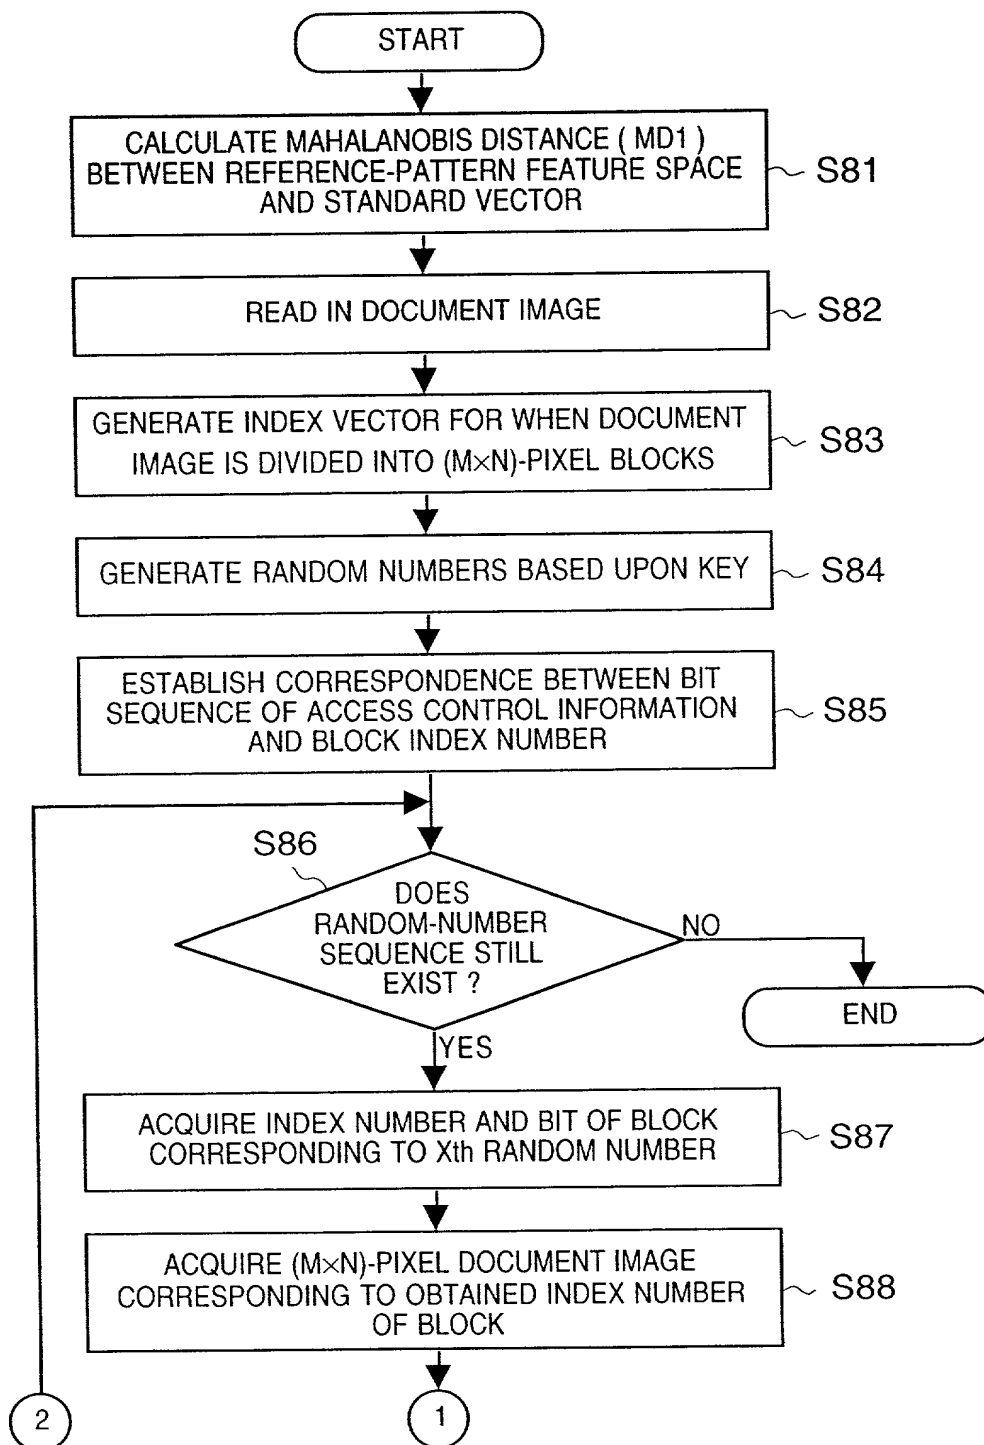 START
CALCULATE MAHALANOBIS DISTANCE ( MD1 )
BETWEEN REFERENCE-PATTERN FEATURE SPACE
AND STANDARD VECTOR
S81
READ IN DOCUMENT IMAGE
S82
GENERATE INDEX VECTOR FOR WHEN DOCUMENT
IMAGE IS DIVIDED INTO (M×N)-PIXEL BLOCKS
S83
GENERATE RANDOM NUMBERS BASED UPON KEY
S84
ESTABLISH CORRESPONDENCE BETWEEN BIT
SEQUENCE OF ACCESS CONTROL INFORMATION
AND BLOCK INDEX NUMBER
S85
S86
DOES
RANDOM-NUMBER
SEQUENCE STILL
EXIST ?
NO
END
YES
ACQUIRE INDEX NUMBER AND BIT OF BLOCK
CORRESPONDING TO Xth RANDOM NUMBER
S87
ACQUIRE (M×N)-PIXEL DOCUMENT IMAGE
CORRESPONDING TO OBTAINED INDEX NUMBER
OF BLOCK
S88
2
1